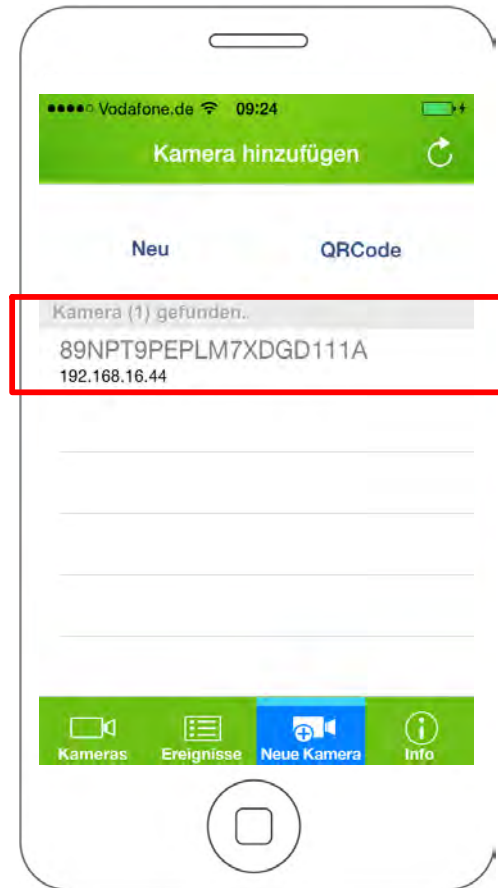 Vodafone.de 09:24
Kamera hinzufügen
Neu QRCode
Kamera (1) gefunden..
89NPT9PEPLM7XDGD111A
192.168.16.44
Kameras Ereignisse Neue Kamera Info